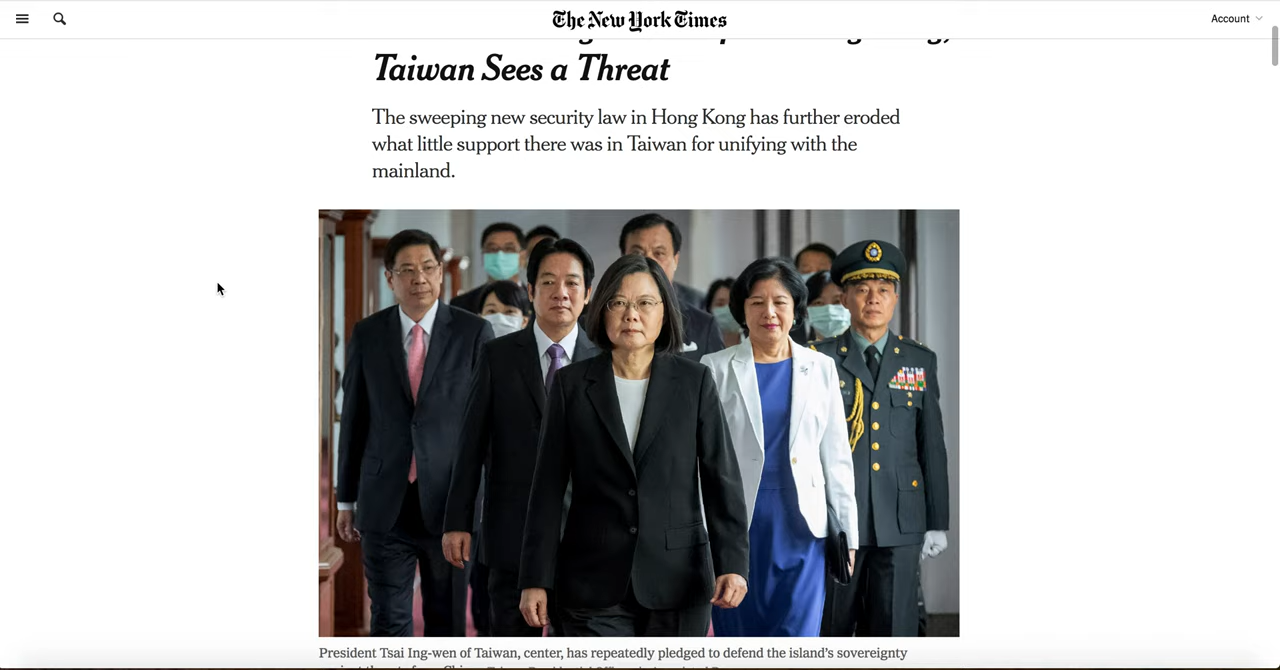 The New York Times
Account
Taiwan Sees a Threat
The sweeping new security law in Hong Kong has further eroded
what little support there was in Taiwan for unifying with the
mainland.
President Tsai Ing-wen of Taiwan, center, has repeatedly pledged to defend the island's sovereignty